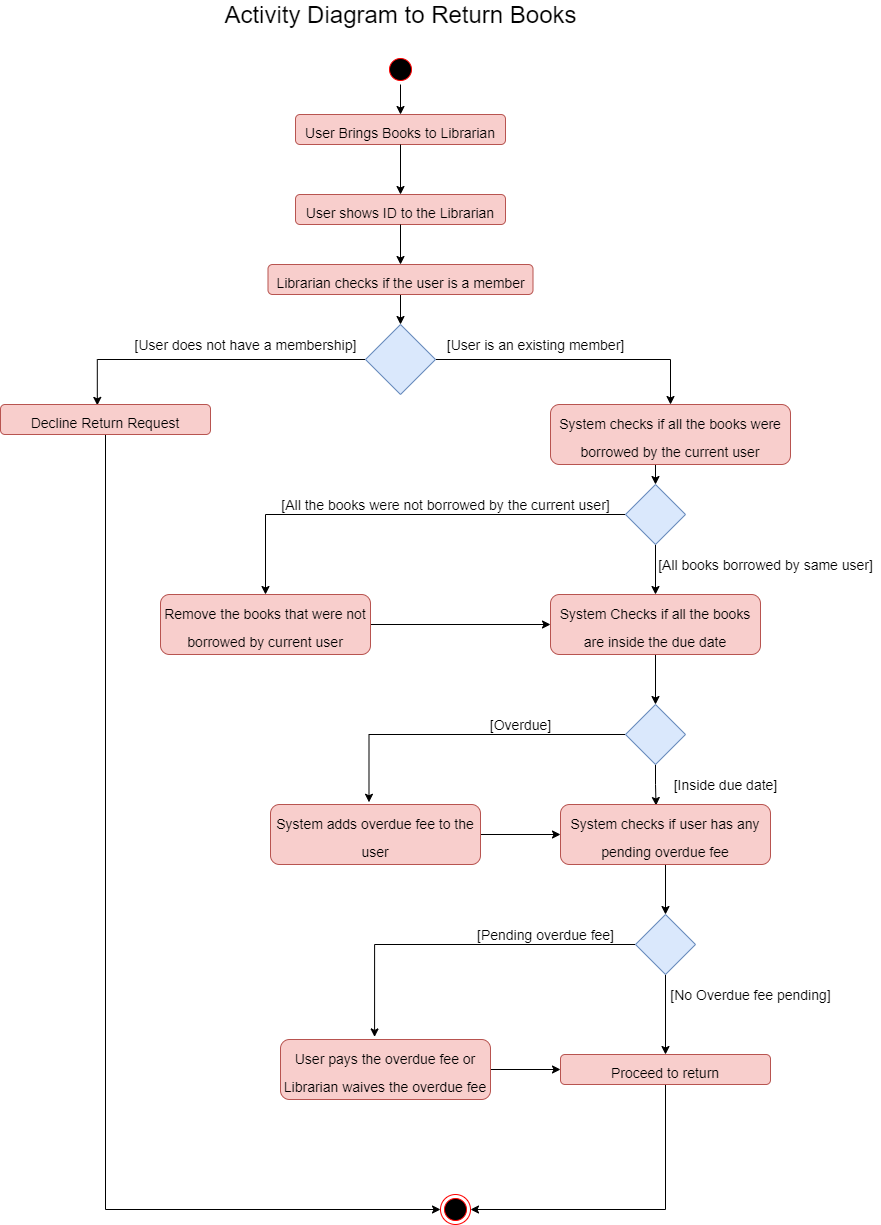 Activity Diagram to Return Books
User Brings Books to Librarian
User shows ID to the Librarian
Librarian checks if the user is a member
[User does not have a membership]
[User is an existing member]
Decline Return Request
System checks if all the books were
borrowed by the current user
[All the books were not borrowed by the current user]
[All books borrowed by same user]
Remove the books that were not
borrowed by current user
System Checks if all the books
are inside the due date
[Overdue]
[Inside due date]
System adds overdue fee to the
user
System checks if user has any
pending overdue fee
[Pending overdue fee]
[No Overdue fee pending]
User pays the overdue fee or
Librarian waives the overdue fee
Proceed to return